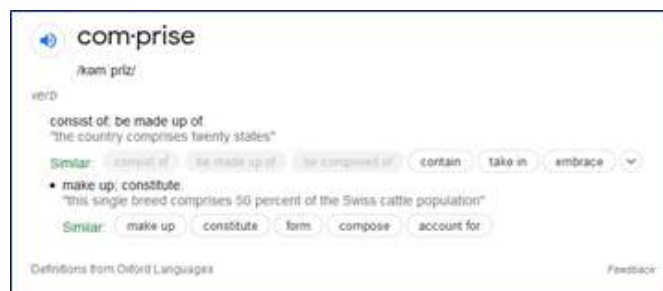 com·prise
/kəmˈprīz/
verb
consist of; be made up of.
"the country comprises twenty states"
Similar: consist of be made up of be composed of contain take in embrace
• make up; constitute.
"this single breed comprises 50 percent of the Swiss cattle population"
Similar: make up constitute form compose account for
Definitions from Oxford Languages Feedback